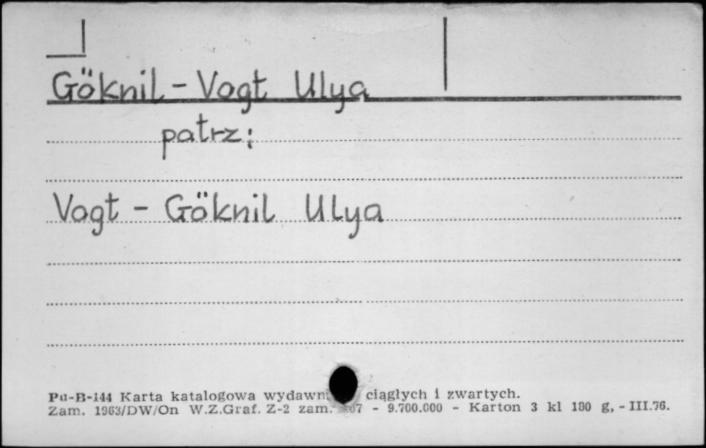 Göknil - Vogt Ulya
patrz:
Vogt - Göknil Ulya
Pu-B-144 Karta katalogowa ciągłych i zwartych.
Zam. 1963/DW/On W.Z.Graf. Z-2 zam. - 9.700.000 - Karton 3 kl 180 g, - III.76.